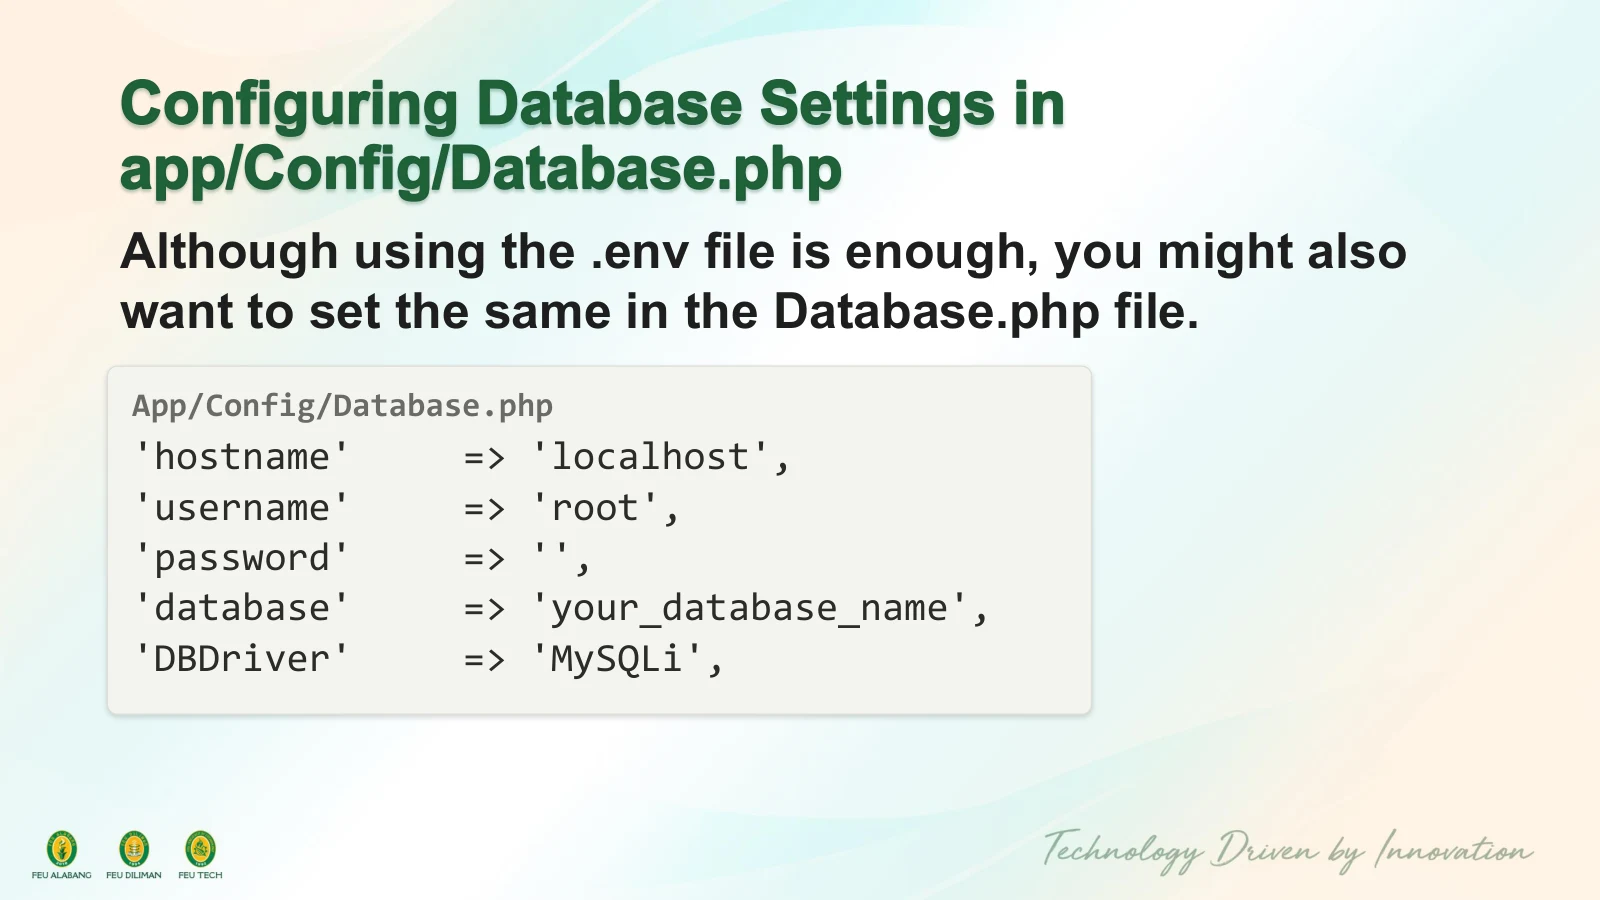 Configuring Database Settings in
app/Config/Database.php
Although using the .env file is enough, you might also
want to set the same in the Database.php file.
App/Config/Database.php
'hostname' => 'localhost',
'username' => 'root',
'password' => '',
'database' => 'your_database_name',
'DBDriver' => 'MySQLi',
FEU ALABANG FEU DILIMAN FEU TECH
Technology Driven by Innovation